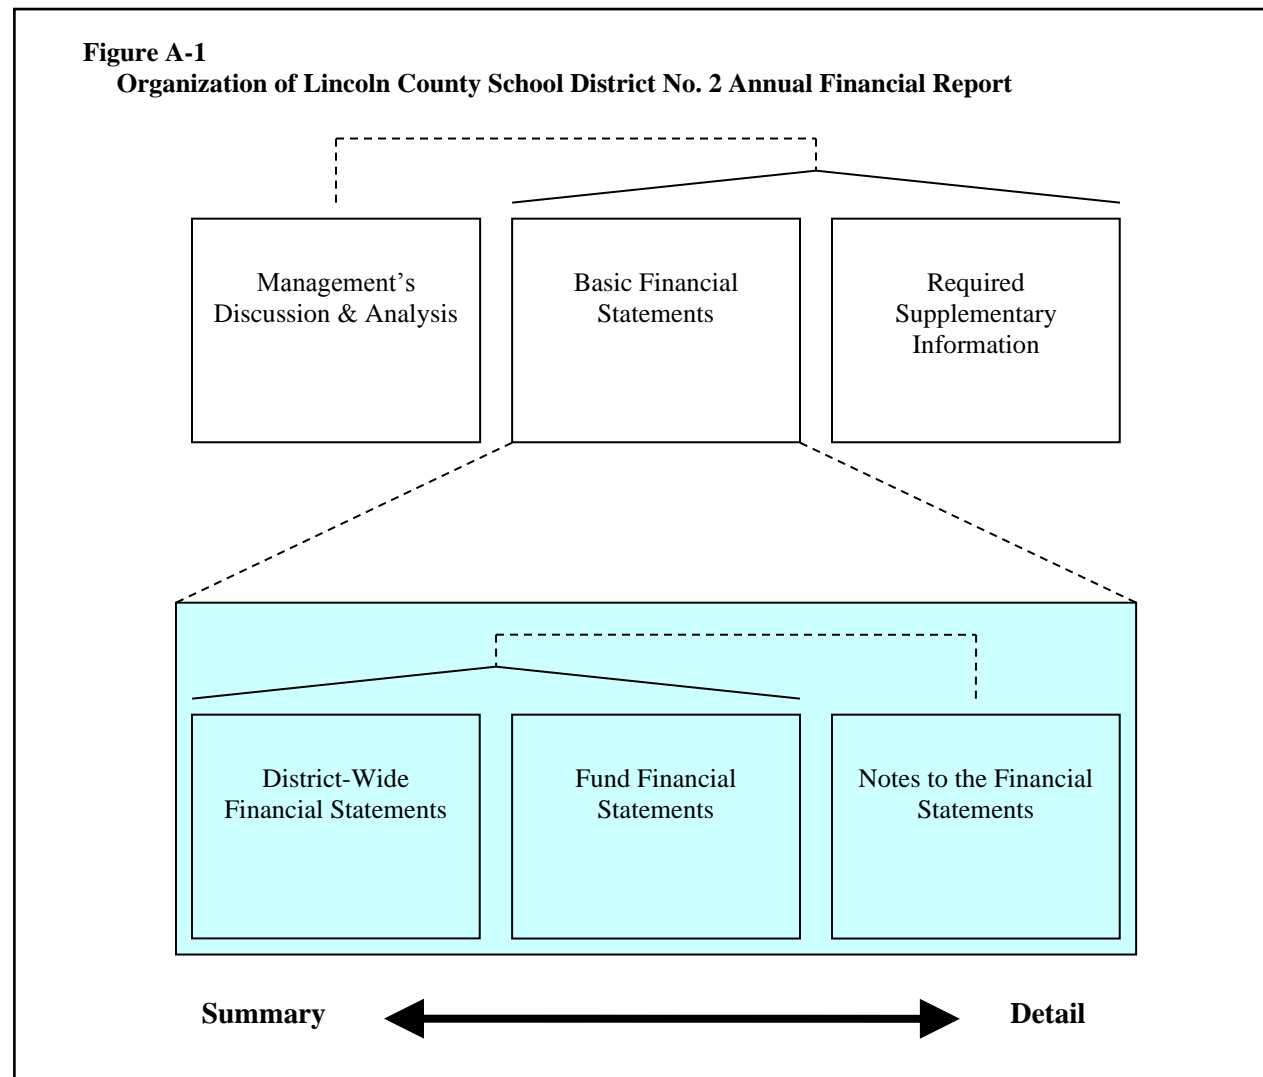 Figure A-1
Organization of Lincoln County School District No. 2 Annual Financial Report
Management’s
Discussion & Analysis
Basic Financial
Statements
Required
Supplementary
Information
District-Wide
Financial Statements
Fund Financial
Statements
Notes to the Financial
Statements
Summary
Detail